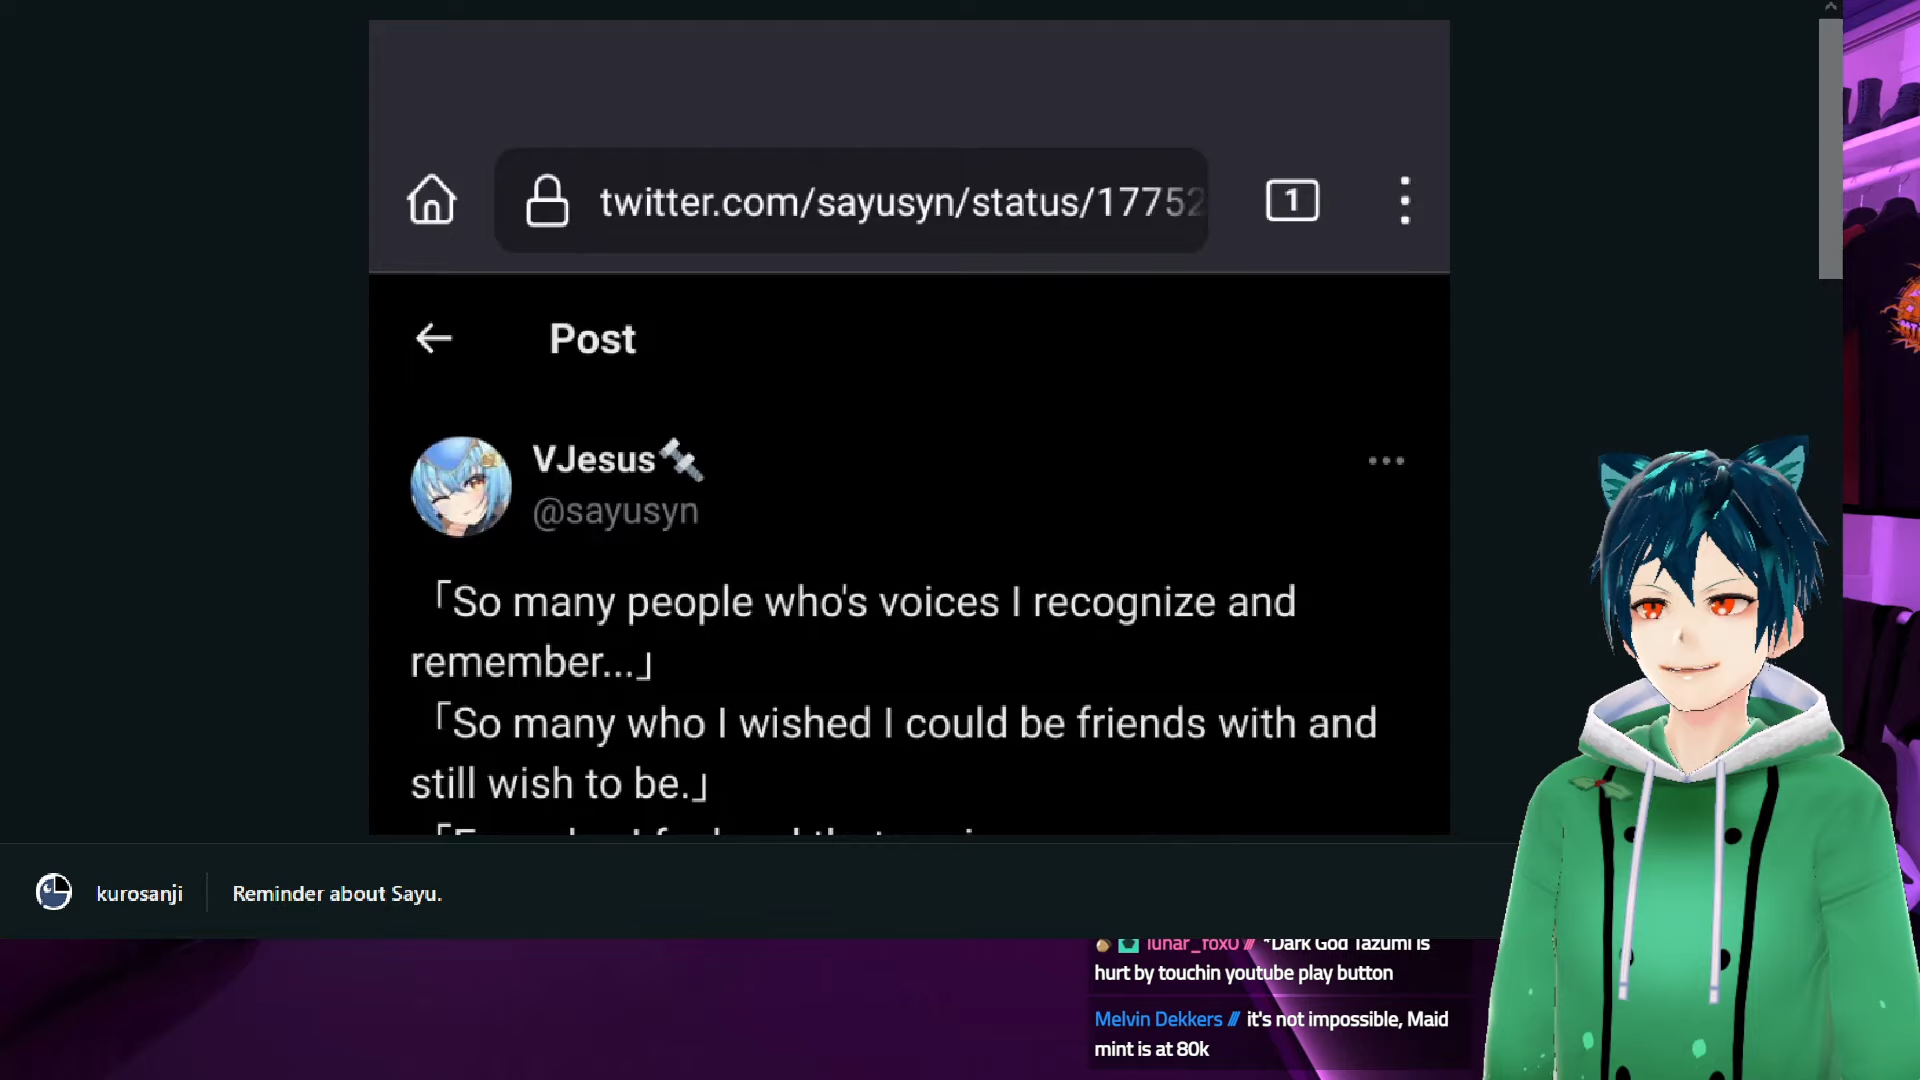 twitter.com/sayusyn/status/17752
1
Post
VJesus
@sayusyn
「So many people who's voices I recognize and
remember...」
「So many who I wished I could be friends with and
still wish to be.」
kurosanji
Reminder about Sayu.
lunar_fox0 // *Dark God Tazumi is
hurt by touchin youtube play button
Melvin Dekkers // it's not impossible, Maid
mint is at 80k